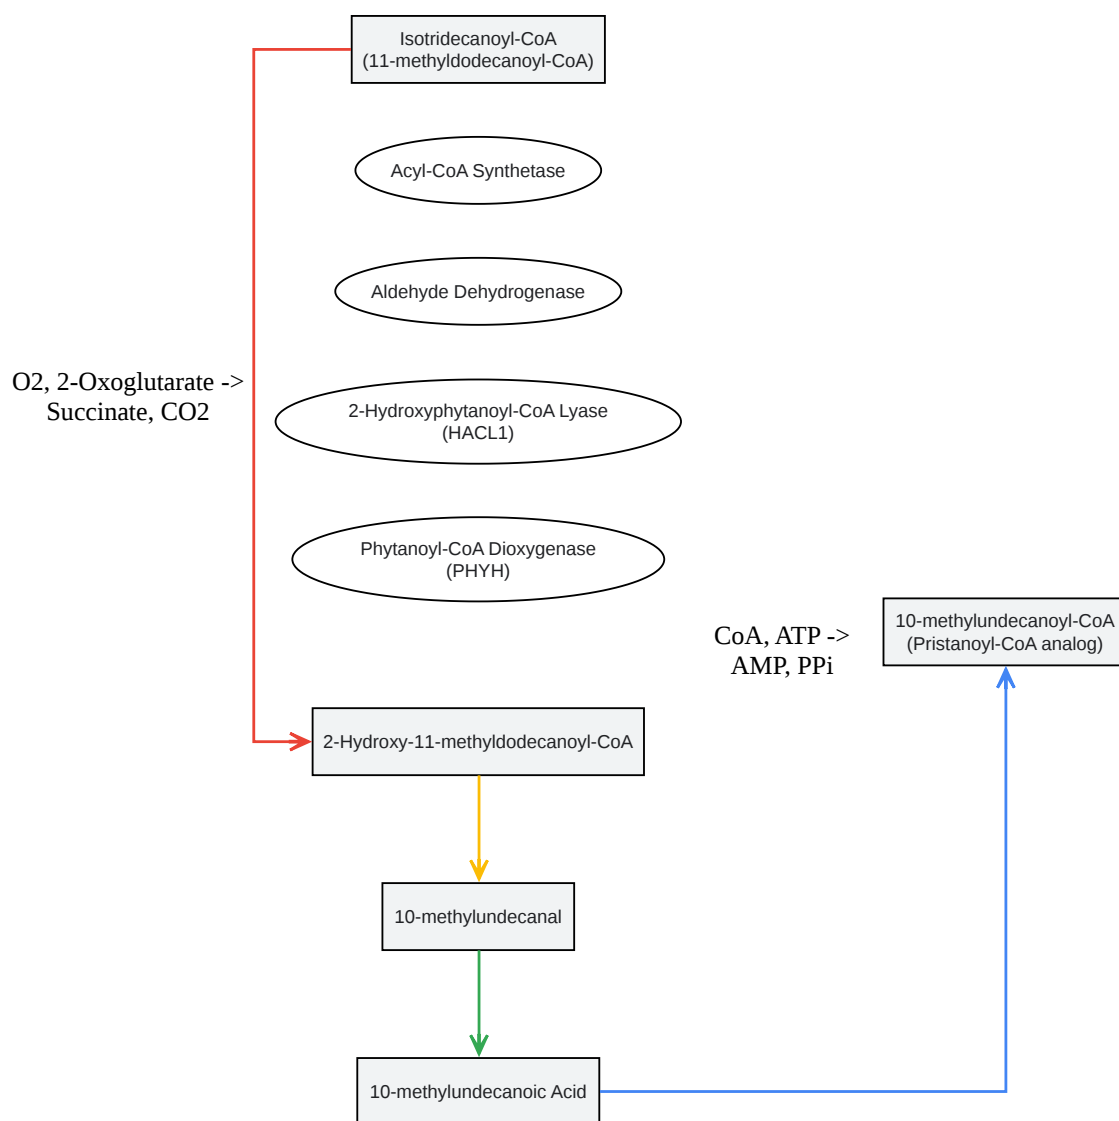 Isotridecanoyl-CoA
(11-methyldodecanoyl-CoA)
Acyl-CoA Synthetase
Aldehyde Dehydrogenase
O2, 2-Oxoglutarate ->
Succinate, CO2
2-Hydroxyphytanoyl-CoA Lyase
(HACL1)
Phytanoyl-CoA Dioxygenase
(PHYH)
CoA, ATP ->
AMP, PPi
10-methylundecanoyl-CoA
(Pristanoyl-CoA analog)
2-Hydroxy-11-methyldodecanoyl-CoA
10-methylundecanal
10-methylundecanoic Acid